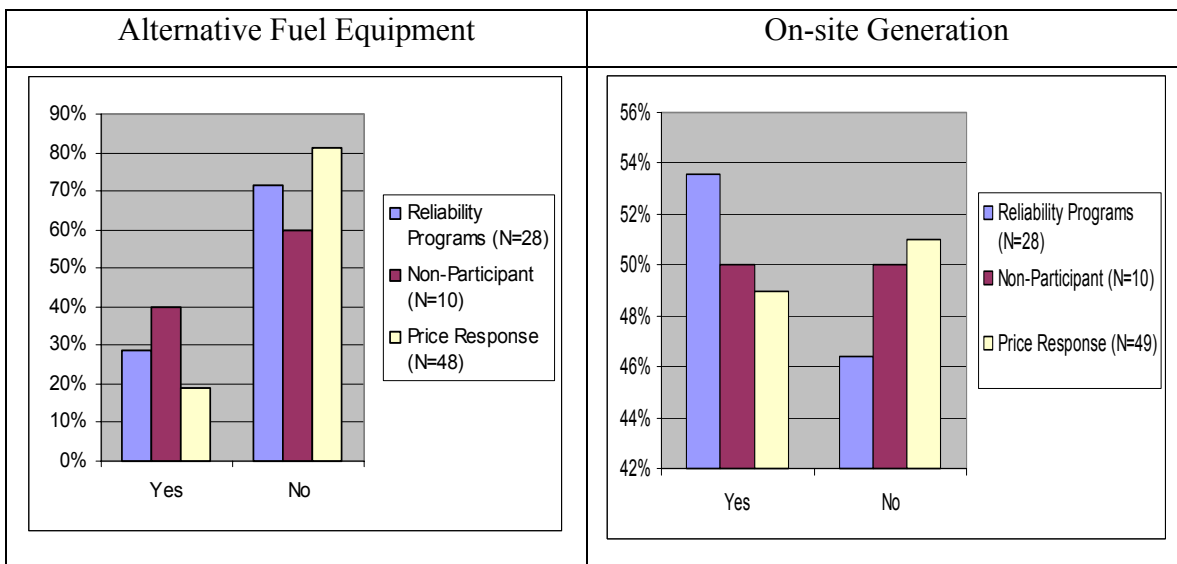 Alternative Fuel Equipment
On-site Generation
90%
80%
70%
60%
50%
40%
30%
20%
10%
0%
Yes
No
Reliability
Programs (N=28)
Non-Participant
(N=10)
Price Response
(N=48)
56%
54%
52%
50%
48%
46%
44%
42%
Yes
No
Reliability Programs
(N=28)
Non-Participant (N=10)
Price Response (N=49)